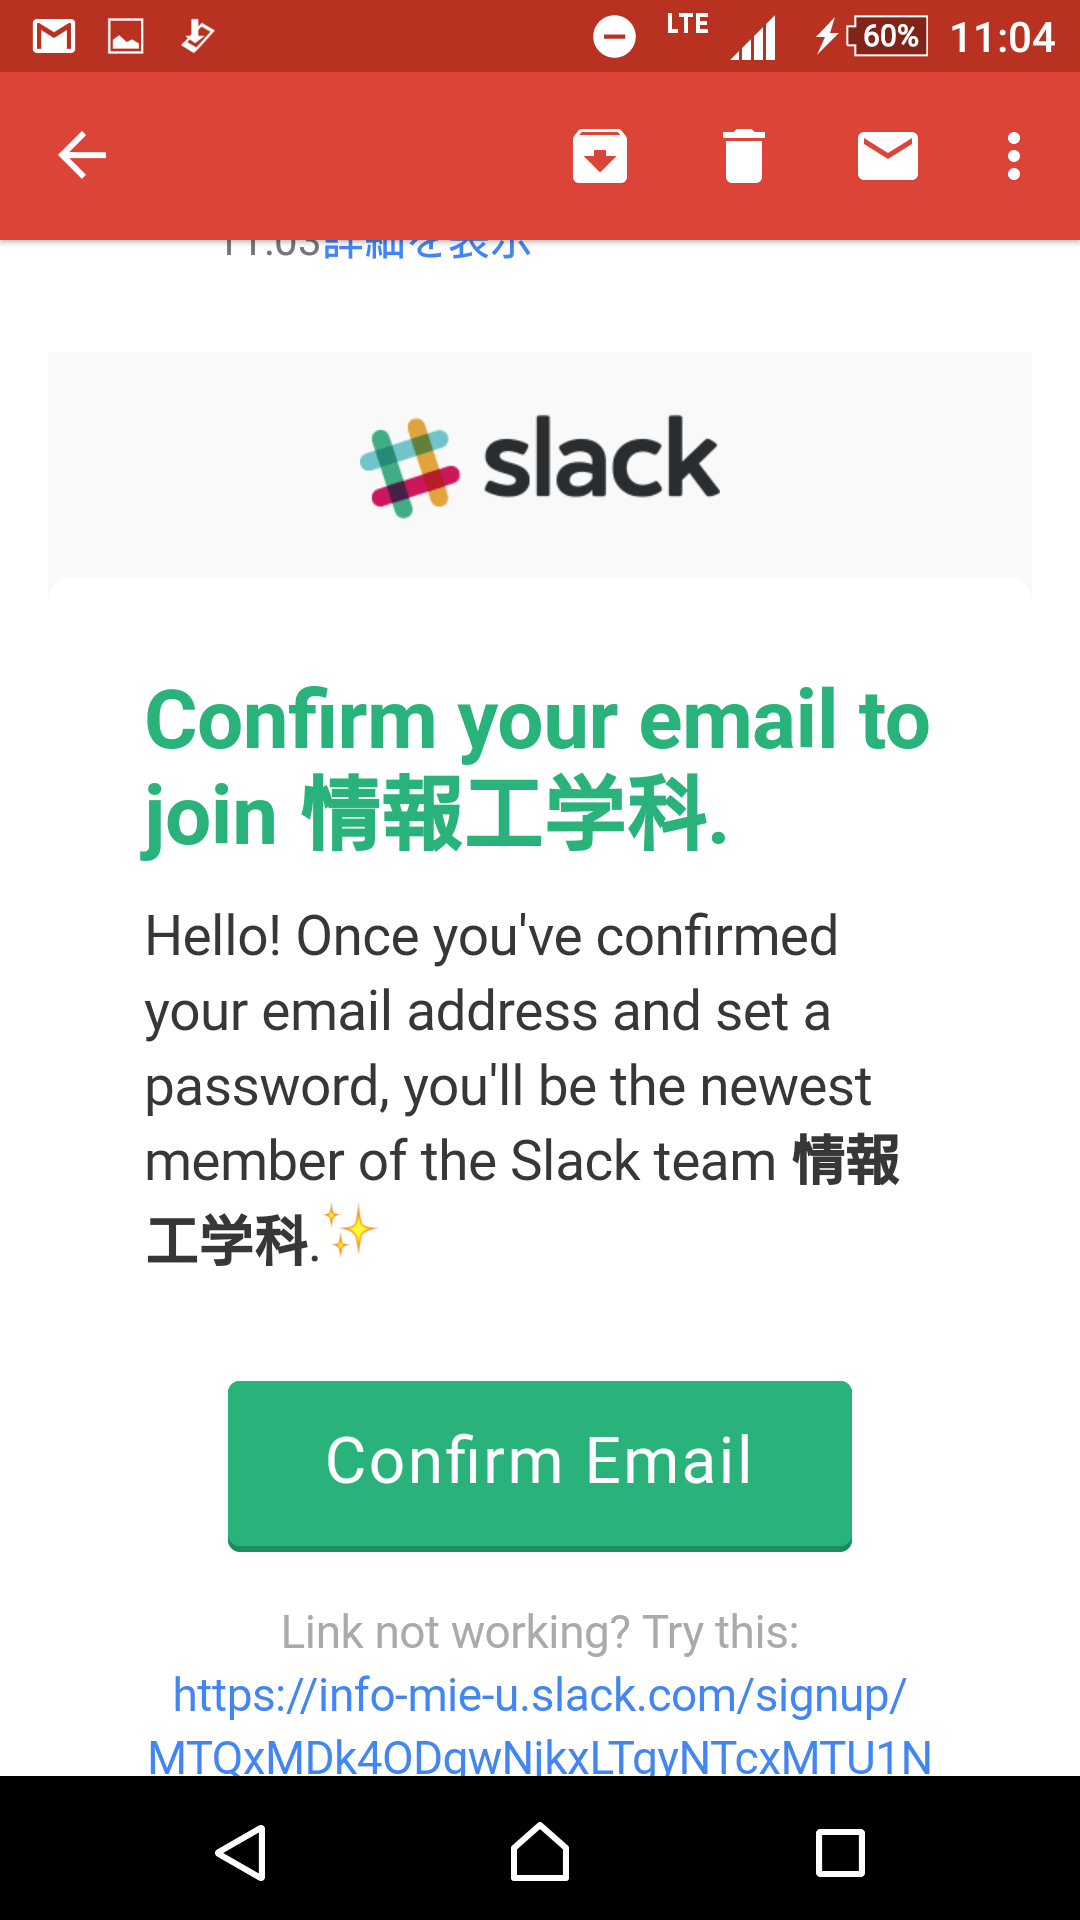 LTE
60%
11:04
11:03詳細を表示
slack
Confirm your email to
join 情報工学科.
Hello! Once you've confirmed
your email address and set a
password, you'll be the newest
member of the Slack team 情報
工学科.✨
Confirm Email
Link not working? Try this:
https://info-mie-u.slack.com/signup/
MTQxMDk4ODgwNjkxLTgyNTcxMTU1N